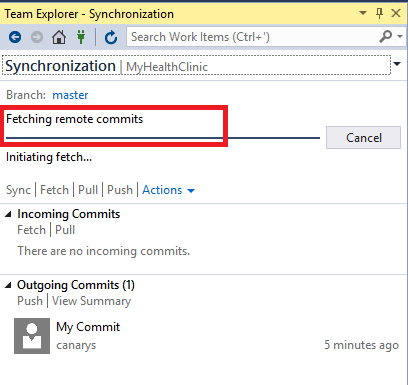 Team Explorer - Synchronization
Search Work Items (Ctrl+')
Synchronization | MyHealthClinic
Branch: master
Fetching remote commits
Cancel
Initiating fetch...
Sync | Fetch | Pull | Push | Actions
Incoming Commits
Fetch | Pull
There are no incoming commits.
Outgoing Commits (1)
Push | View Summary
My Commit
canarys 5 minutes ago